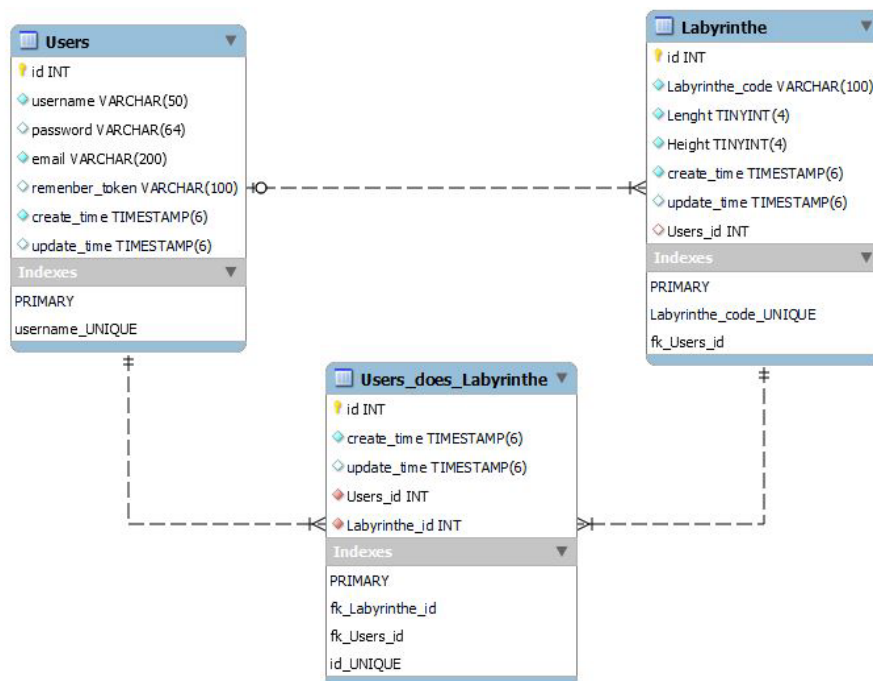 Users
id INT
username VARCHAR(50)
password VARCHAR(64)
email VARCHAR(200)
remenber_token VARCHAR(100)
create_time TIMESTAMP(6)
update_time TIMESTAMP(6)
Indexes
PRIMARY
username_UNIQUE
Labyrinthe
id INT
Labyrinthe_code VARCHAR(100)
Lenght TINYINT(4)
Height TINYINT(4)
create_time TIMESTAMP(6)
update_time TIMESTAMP(6)
Users_id INT
Indexes
PRIMARY
Labyrinthe_code_UNIQUE
fk_Users_id
Users_does_Labyrinthe
id INT
create_time TIMESTAMP(6)
update_time TIMESTAMP(6)
Users_id INT
Labyrinthe_id INT
Indexes
PRIMARY
fk_Labyrinthe_id
fk_Users_id
id_UNIQUE